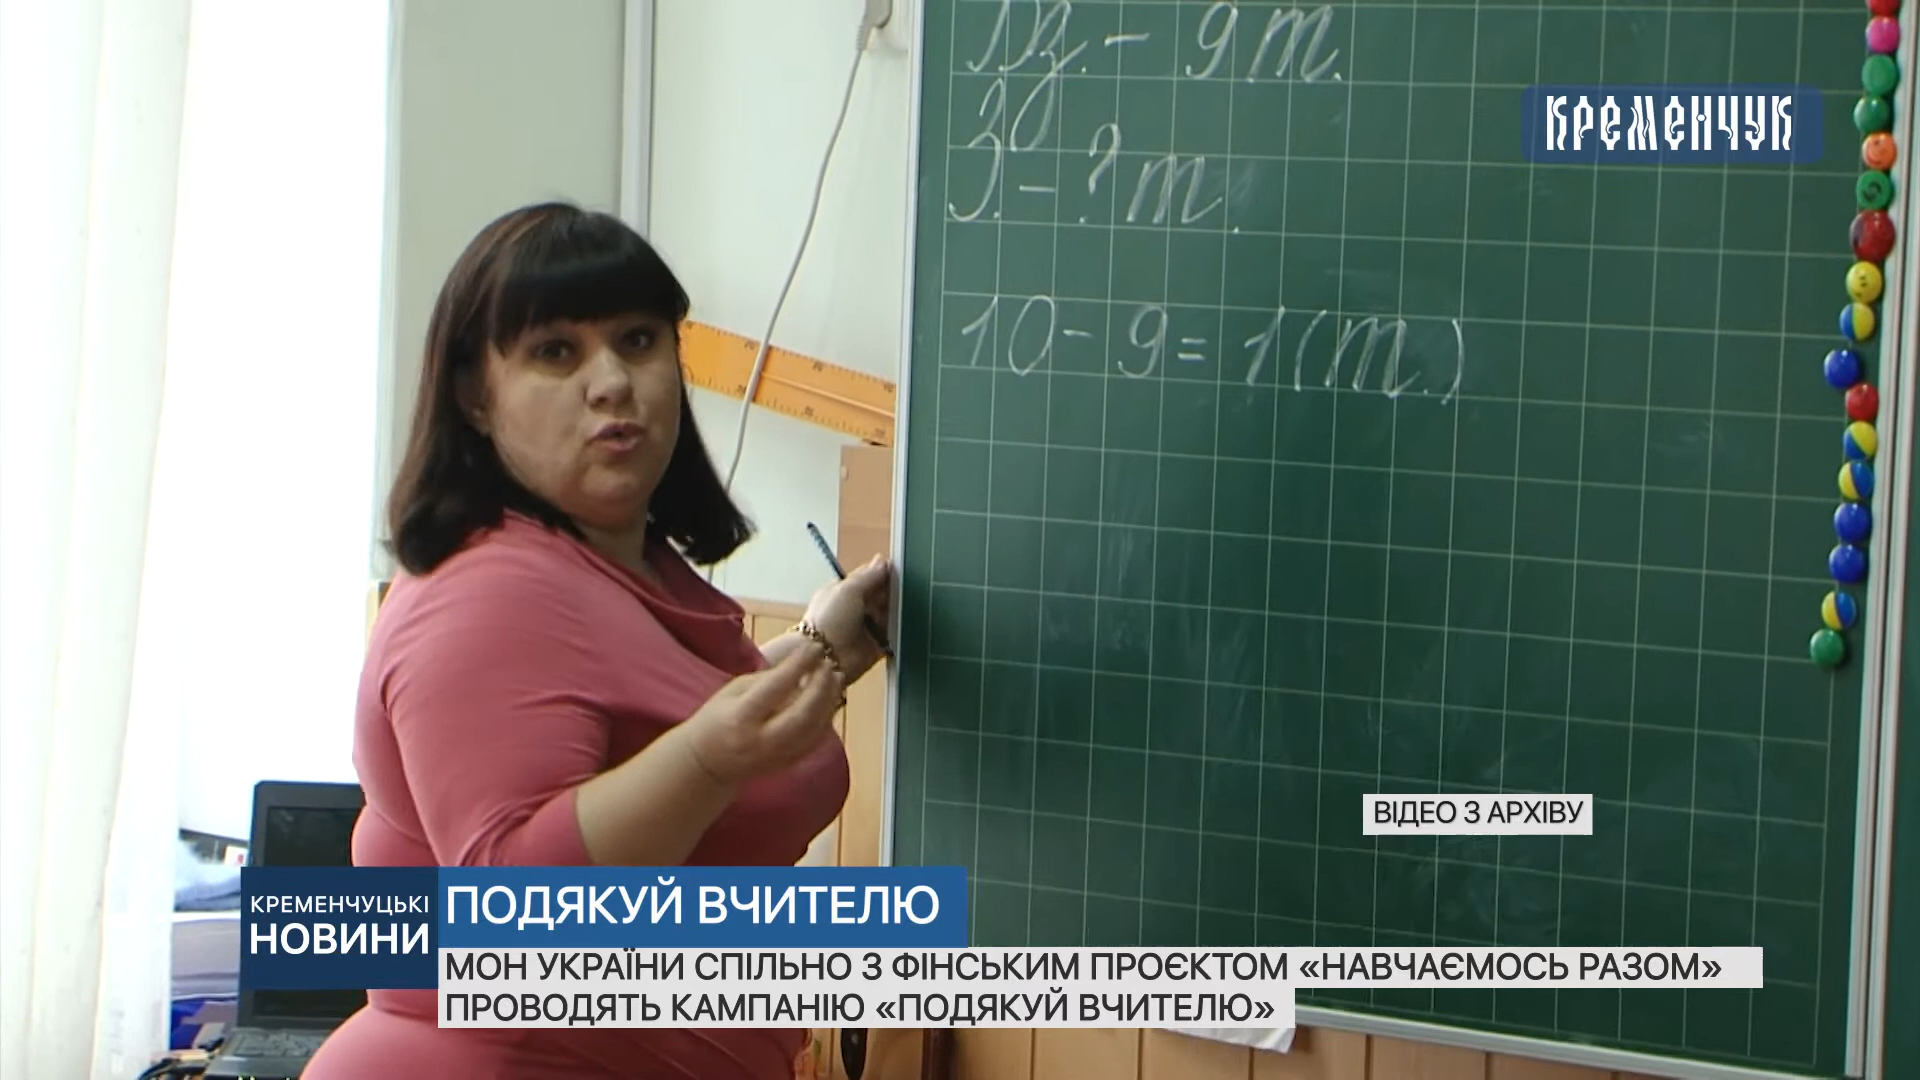 Дз. - 9 т.
З. - ? т.
10 - 9 = 1 (т.)
КРЕМЕНЧУК
ВІДЕО З АРХІВУ
КРЕМЕНЧУЦЬКІ
НОВИНИ
ПОДЯКУЙ ВЧИТЕЛЮ
МОН УКРАЇНИ СПІЛЬНО З ФІНСЬКИМ ПРОЄКТОМ «НАВЧАЄМОСЬ РАЗОМ»
ПРОВОДЯТЬ КАМПАНІЮ «ПОДЯКУЙ ВЧИТЕЛЮ»